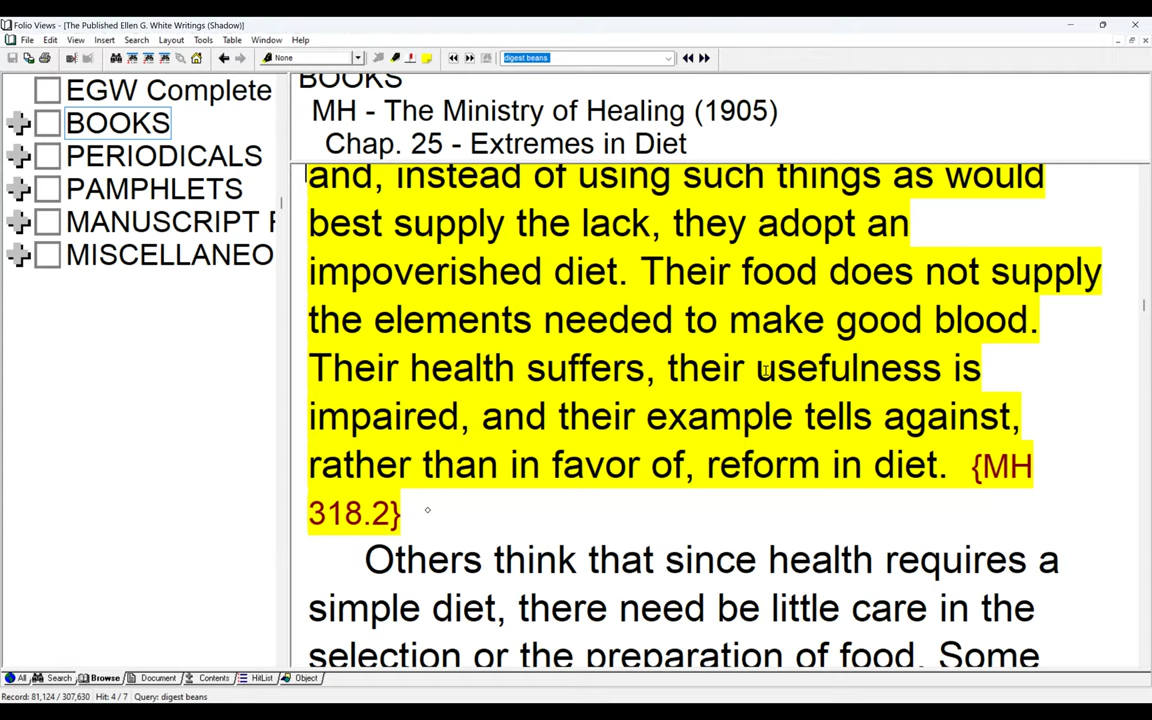 Folio Views - [The Published Ellen G. White Writings (Shadow)]
File Edit View Insert Search Layout Tools Table Window Help
None
digest beans
EGW Complete
BOOKS
PERIODICALS
PAMPHLETS
MANUSCRIPT
MISCELLANEO
BOOKS
MH - The Ministry of Healing (1905)
Chap. 25 - Extremes in Diet
and, instead of using such things as would
best supply the lack, they adopt an
impoverished diet. Their food does not supply
the elements needed to make good blood.
Their health suffers, their usefulness is
impaired, and their example tells against,
rather than in favor of, reform in diet. {MH
318.2}
Others think that since health requires a
simple diet, there need be little care in the
selection or the preparation of food. Some
All Search Browse Document Contents HitList Object
Record: 81,124 / 307,630 Hit: 4 / 7 Query: digest beans